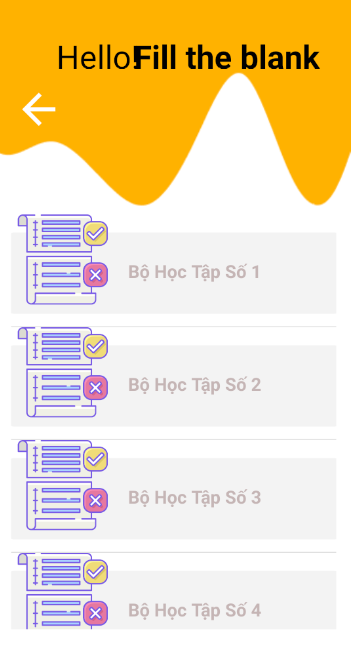 Hello!Fill the blank
Bộ Học Tập Số 1
Bộ Học Tập Số 2
Bộ Học Tập Số 3
Bộ Học Tập Số 4